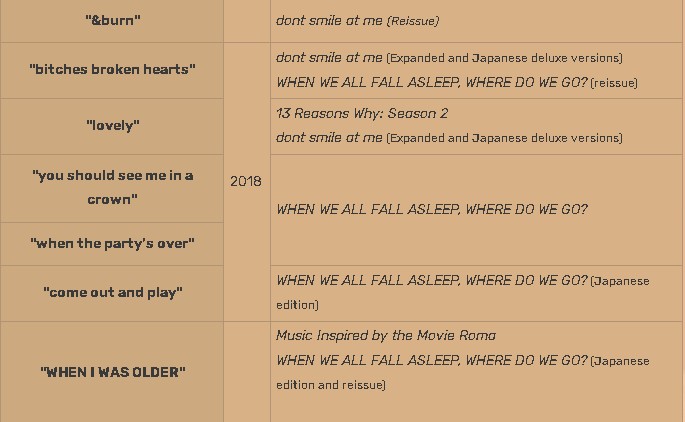 "&burn"
dont smile at me (Reissue)
"bitches broken hearts"
dont smile at me (Expanded and Japanese deluxe versions)
WHEN WE ALL FALL ASLEEP, WHERE DO WE GO? (reissue)
"lovely"
13 Reasons Why: Season 2
dont smile at me (Expanded and Japanese deluxe versions)
2018
"you should see me in a
crown"
WHEN WE ALL FALL ASLEEP, WHERE DO WE GO?
"when the party's over"
"come out and play"
WHEN WE ALL FALL ASLEEP, WHERE DO WE GO? (Japanese
edition)
"WHEN I WAS OLDER"
Music Inspired by the Movie Roma
WHEN WE ALL FALL ASLEEP, WHERE DO WE GO? (Japanese
edition and reissue)